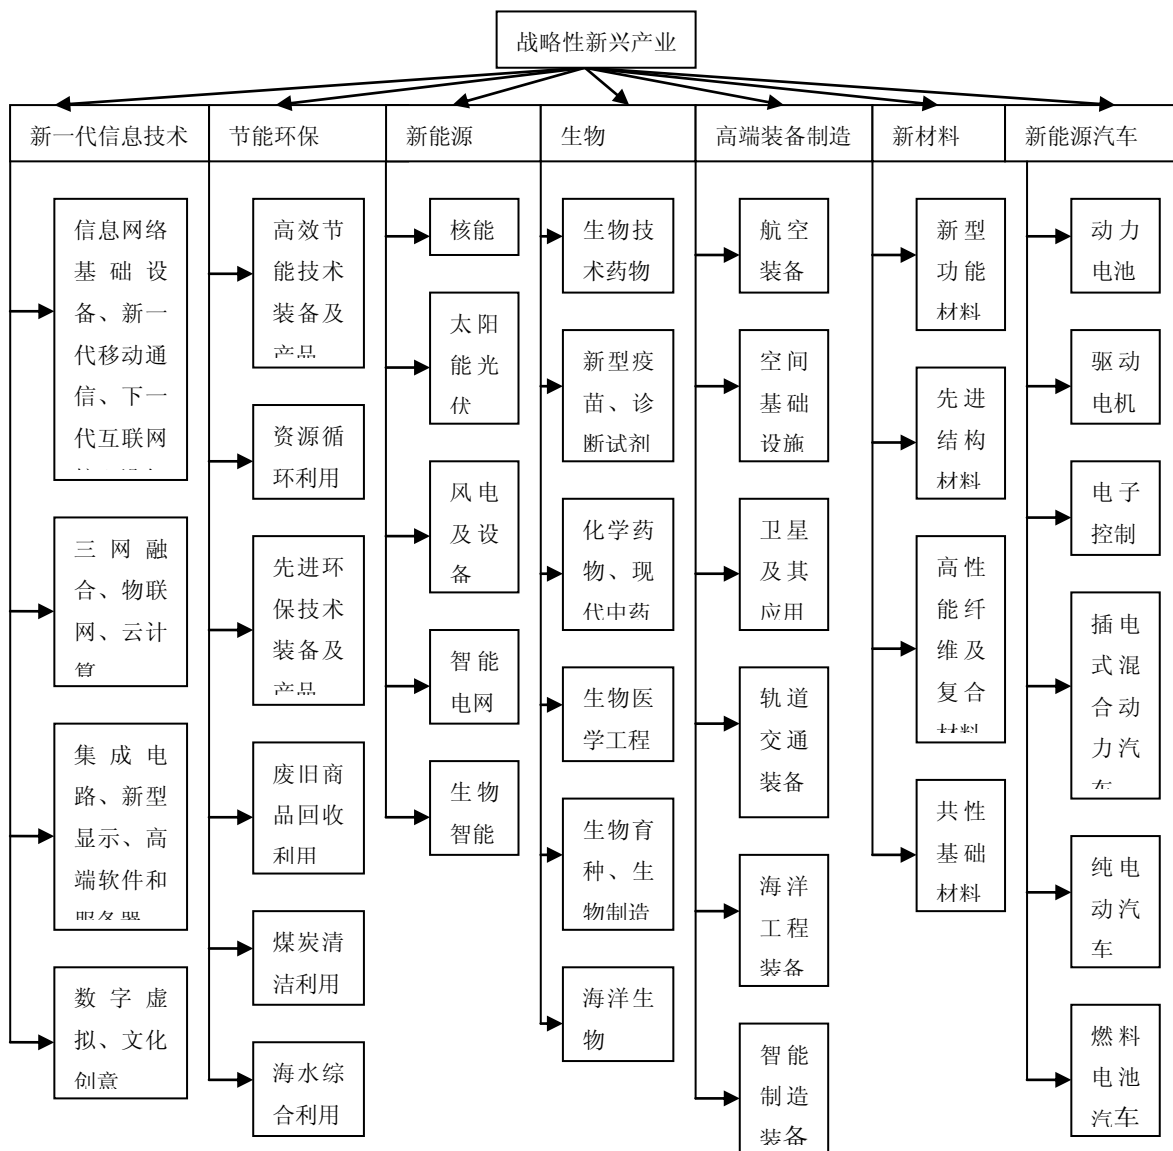 战略性新兴产业
新一代信息技术
节能环保
新能源
生物
高端装备制造
新材料
新能源汽车
信息网络
基础设
备、新一
代移动通
信、下一
代互联网
三网融
合、物联
网、云计
算
集成电
路、新型
显示、高
端软件和
服务器
数字虚
拟、文化
创意
高效节
能技术
装备及
产品
资源循
环利用
先进环
保技术
装备及
产品
废旧商
品回收
利用
煤炭清
洁利用
海水综
合利用
核能
太阳
能光
伏
风电
及设
备
智能
电网
生物
智能
生物技
术药物
新型疫
苗、诊
断试剂
化学药
物、现
代中药
生物医
学工程
生物育
种、生
物制造
海洋生
物
航空
装备
空间
基础
设施
卫星
及其
应用
轨道
交通
装备
海洋
工程
装备
智能
制造
装备
新型
功能
材料
先进
结构
材料
高性
能纤
维及
复合
材料
共性
基础
材料
动力
电池
驱动
电机
电子
控制
插电
式混
合动
力汽
车
纯电
动汽
车
燃料
电池
汽车